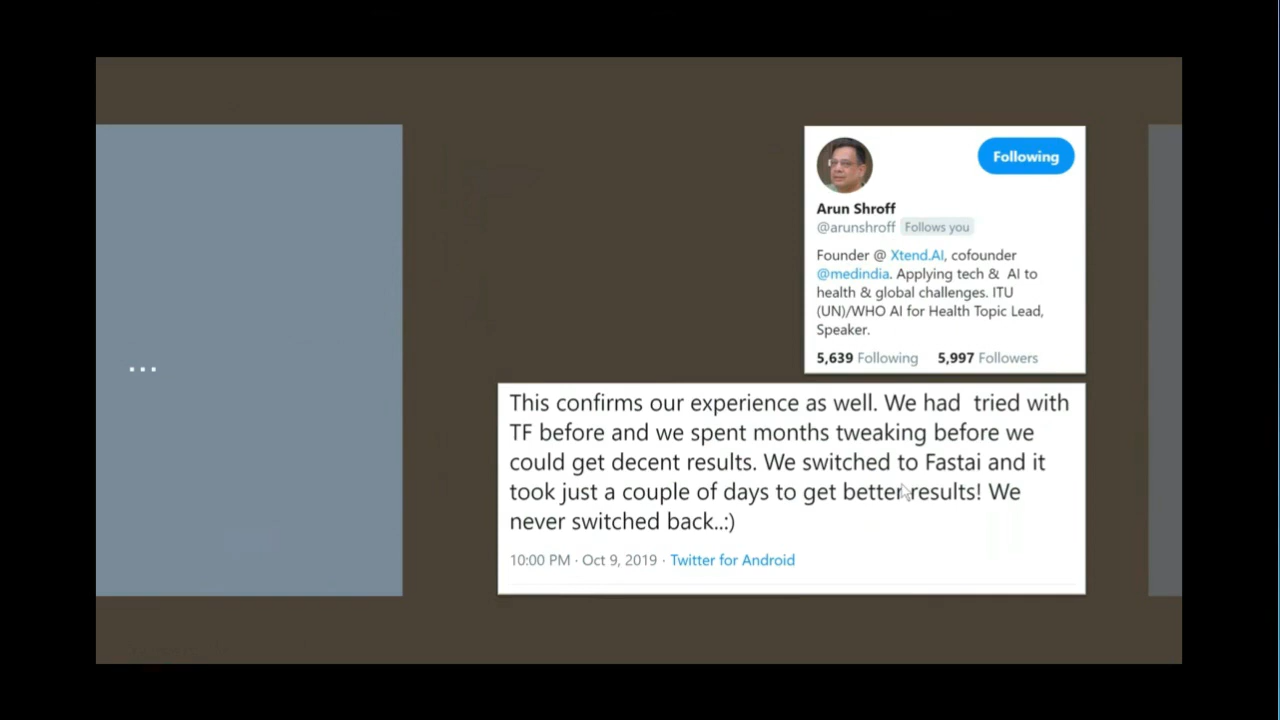 ...
Following
Arun Shroff
@arunshroff Follows you
Founder @ Xtend.AI, cofounder
@medindia. Applying tech & AI to
health & global challenges. ITU
(UN)/WHO AI for Health Topic Lead,
Speaker.
5,639 Following 5,997 Followers
This confirms our experience as well. We had tried with
TF before and we spent months tweaking before we
could get decent results. We switched to Fastai and it
took just a couple of days to get better results! We
never switched back..:)
10:00 PM · Oct 9, 2019 · Twitter for Android